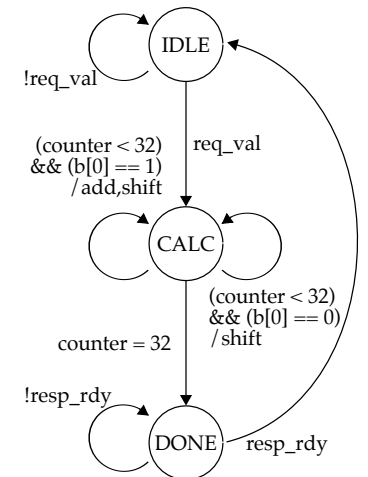 IDLE
!req_val
req_val
(counter < 32)
&& (b[0] == 1)
/add,shift
CALC
(counter < 32)
&& (b[0] == 0)
/shift
counter = 32
!resp_rdy
DONE
resp_rdy